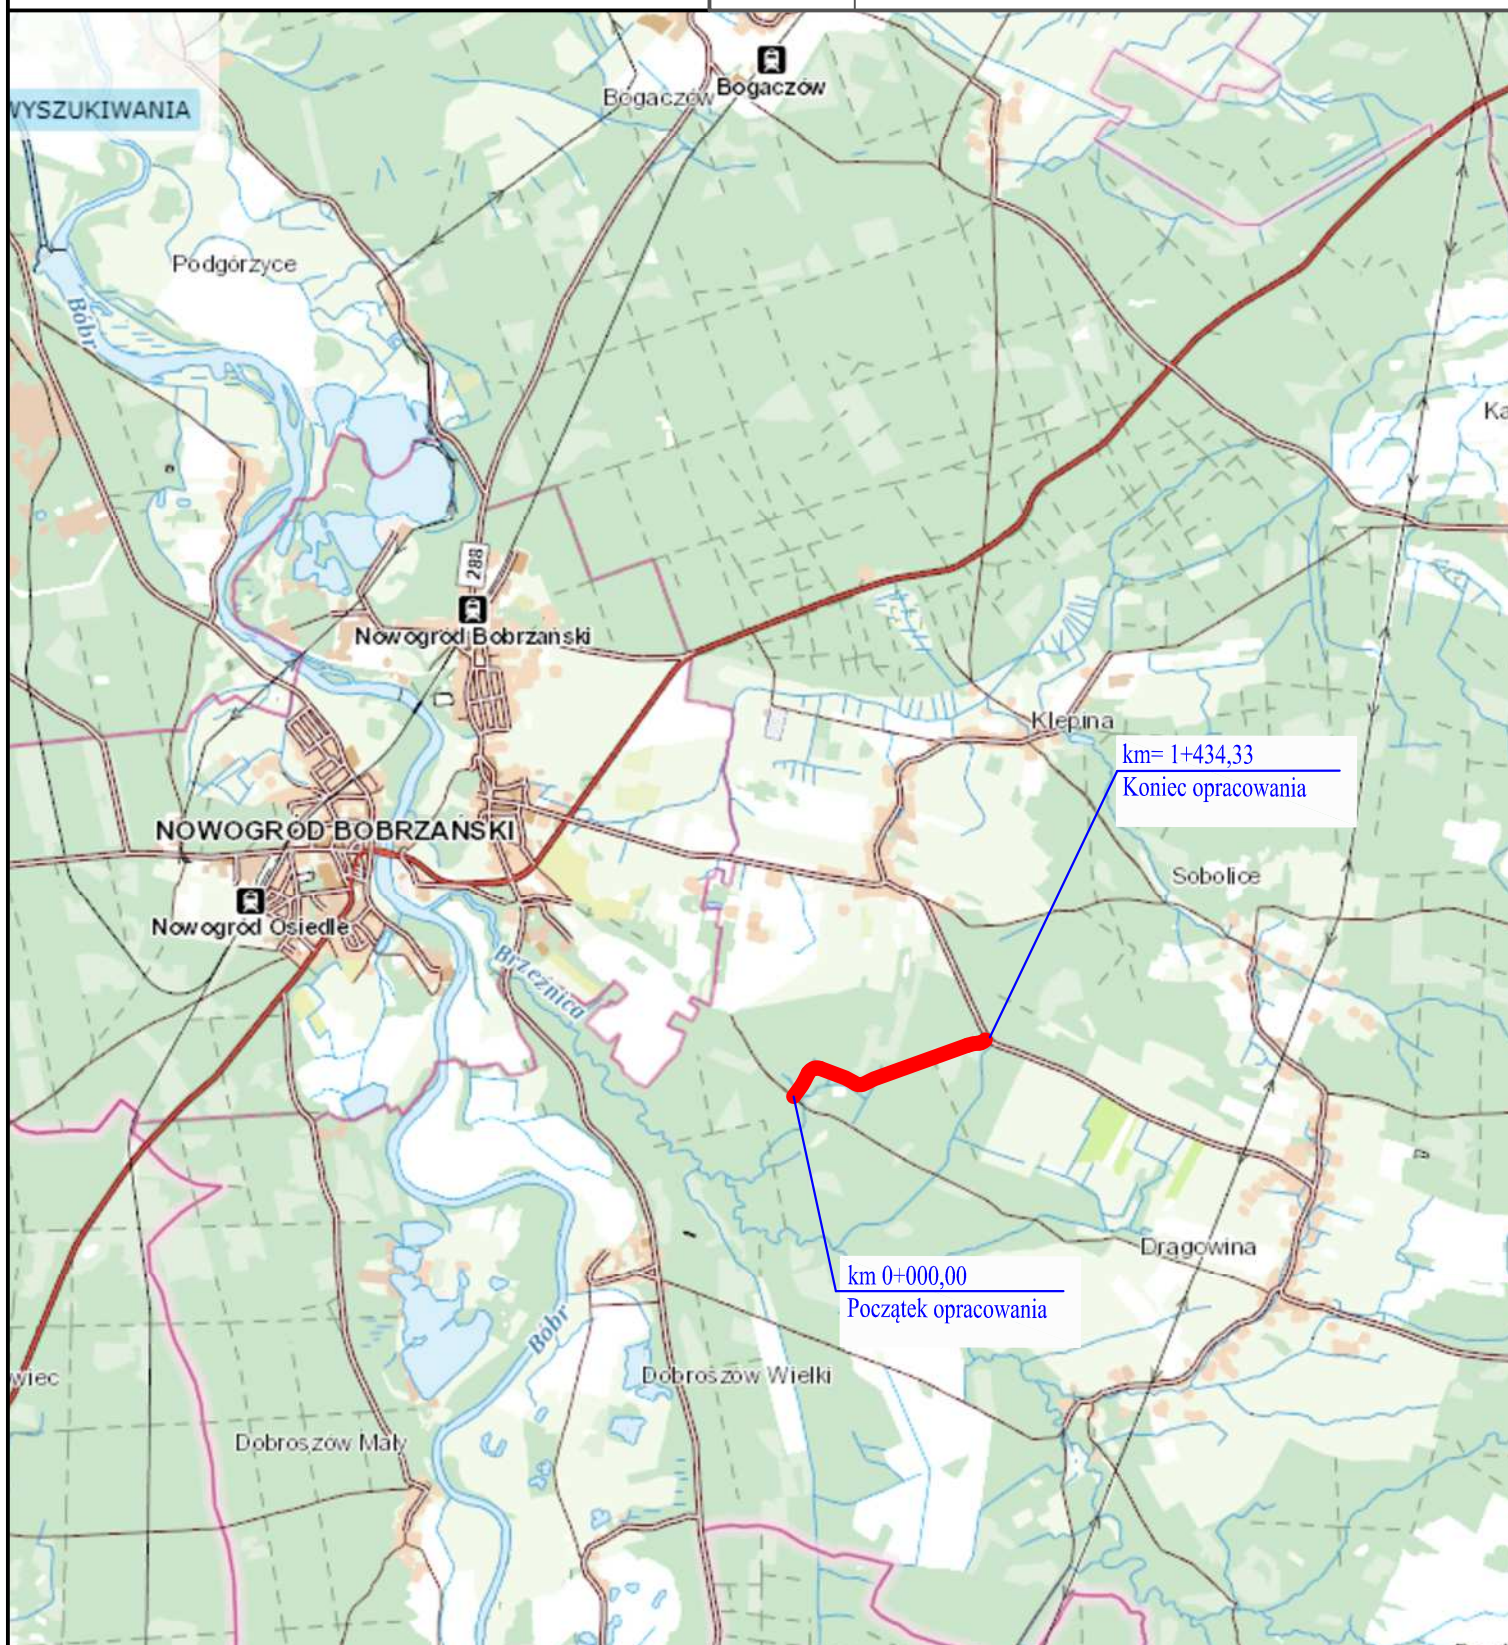 Bogaczów
Bogaczów
WYSZUKIWANIA
Podgórzyce
Bóbr
288
Nowogród Bobrzański
Klępina
km= 1+434,33
Koniec opracowania
NOWOGRÓD BOBRZAŃSKI
Sobolice
Nowogród Osiedle
Brzeźnica
Drągowina
km 0+000,00
Początek opracowania
Bóbr
Dobroszów Wielki
wiec
Dobroszów Mały